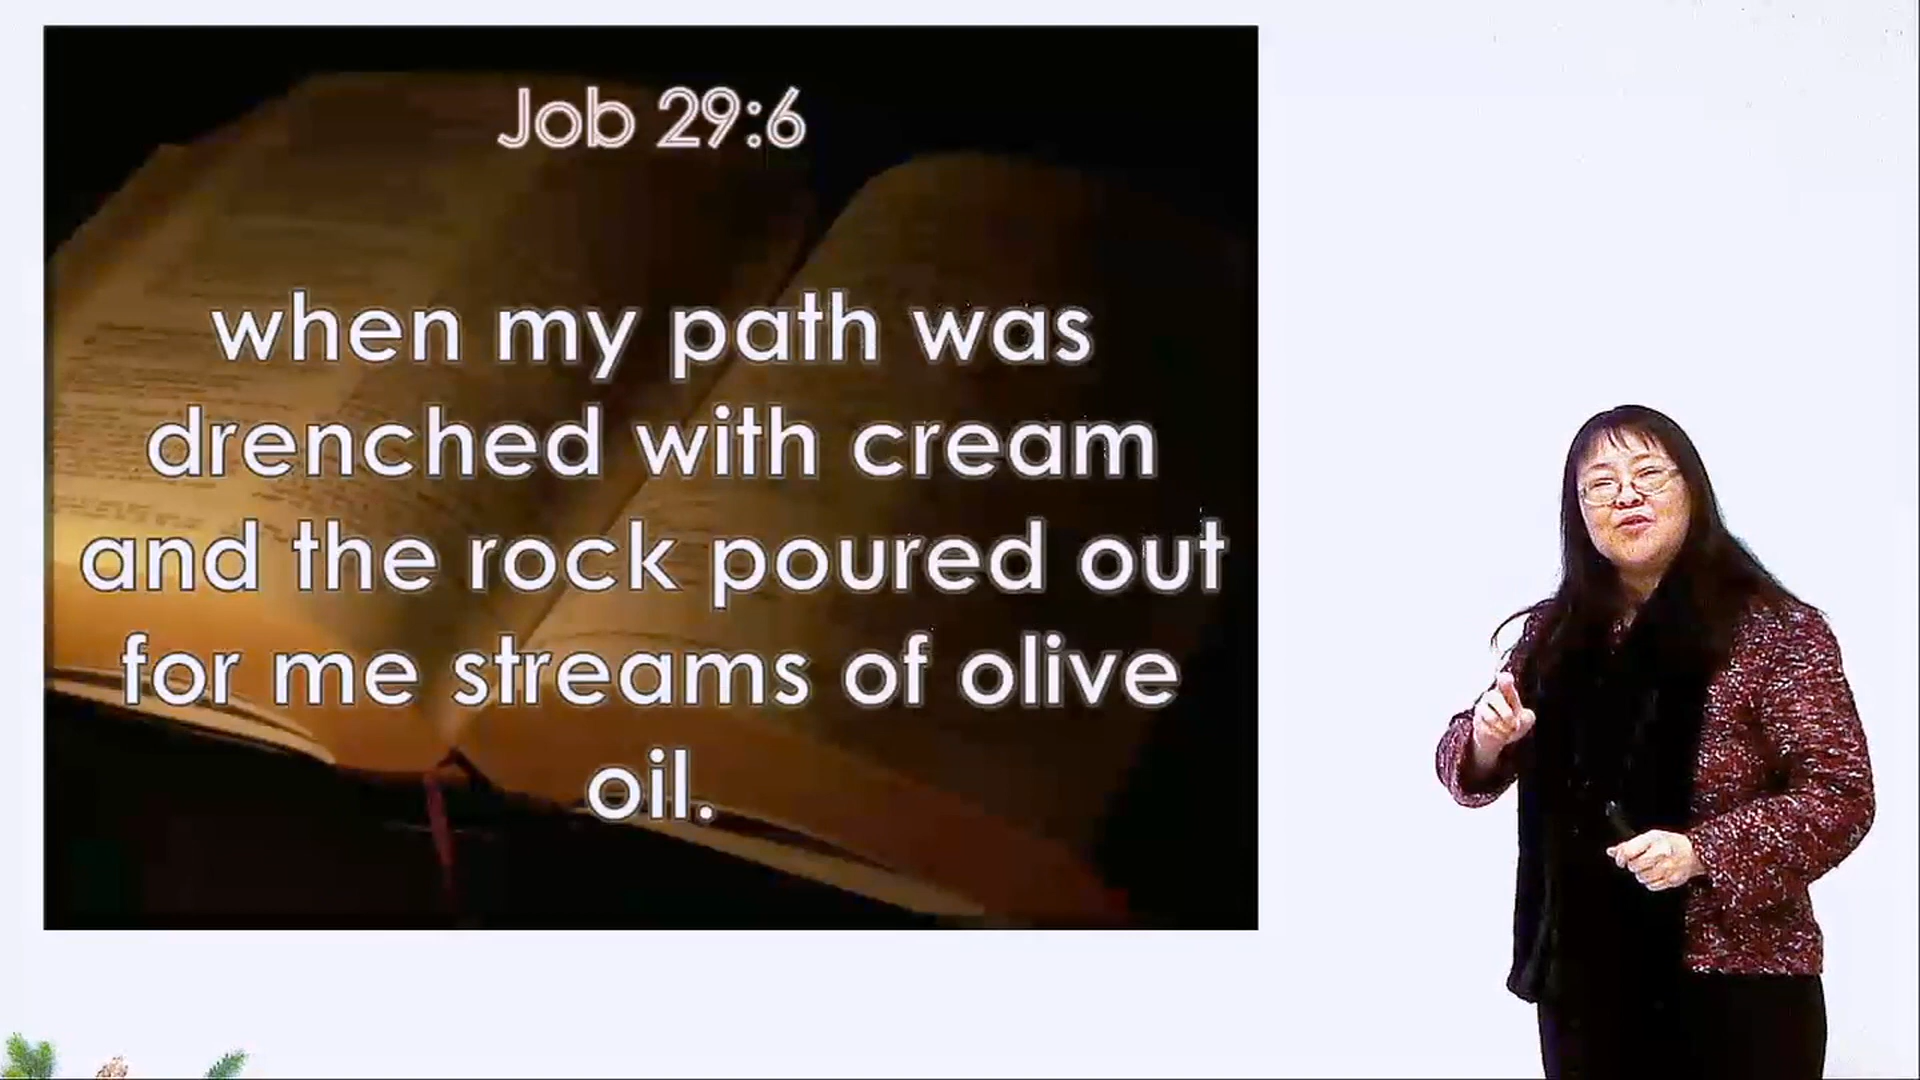 Job 29:6
when my path was
drenched with cream
and the rock poured out
for me streams of olive
oil.